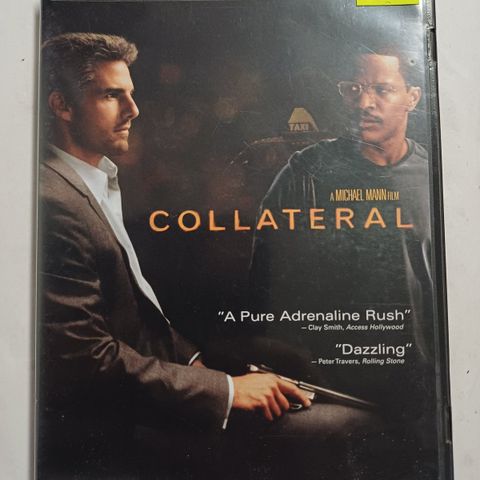 TAXI
A MICHAEL MANN FILM
COLLATERAL
"A Pure Adrenaline Rush"
— Clay Smith, Access Hollywood
"Dazzling"
— Peter Travers, Rolling Stone